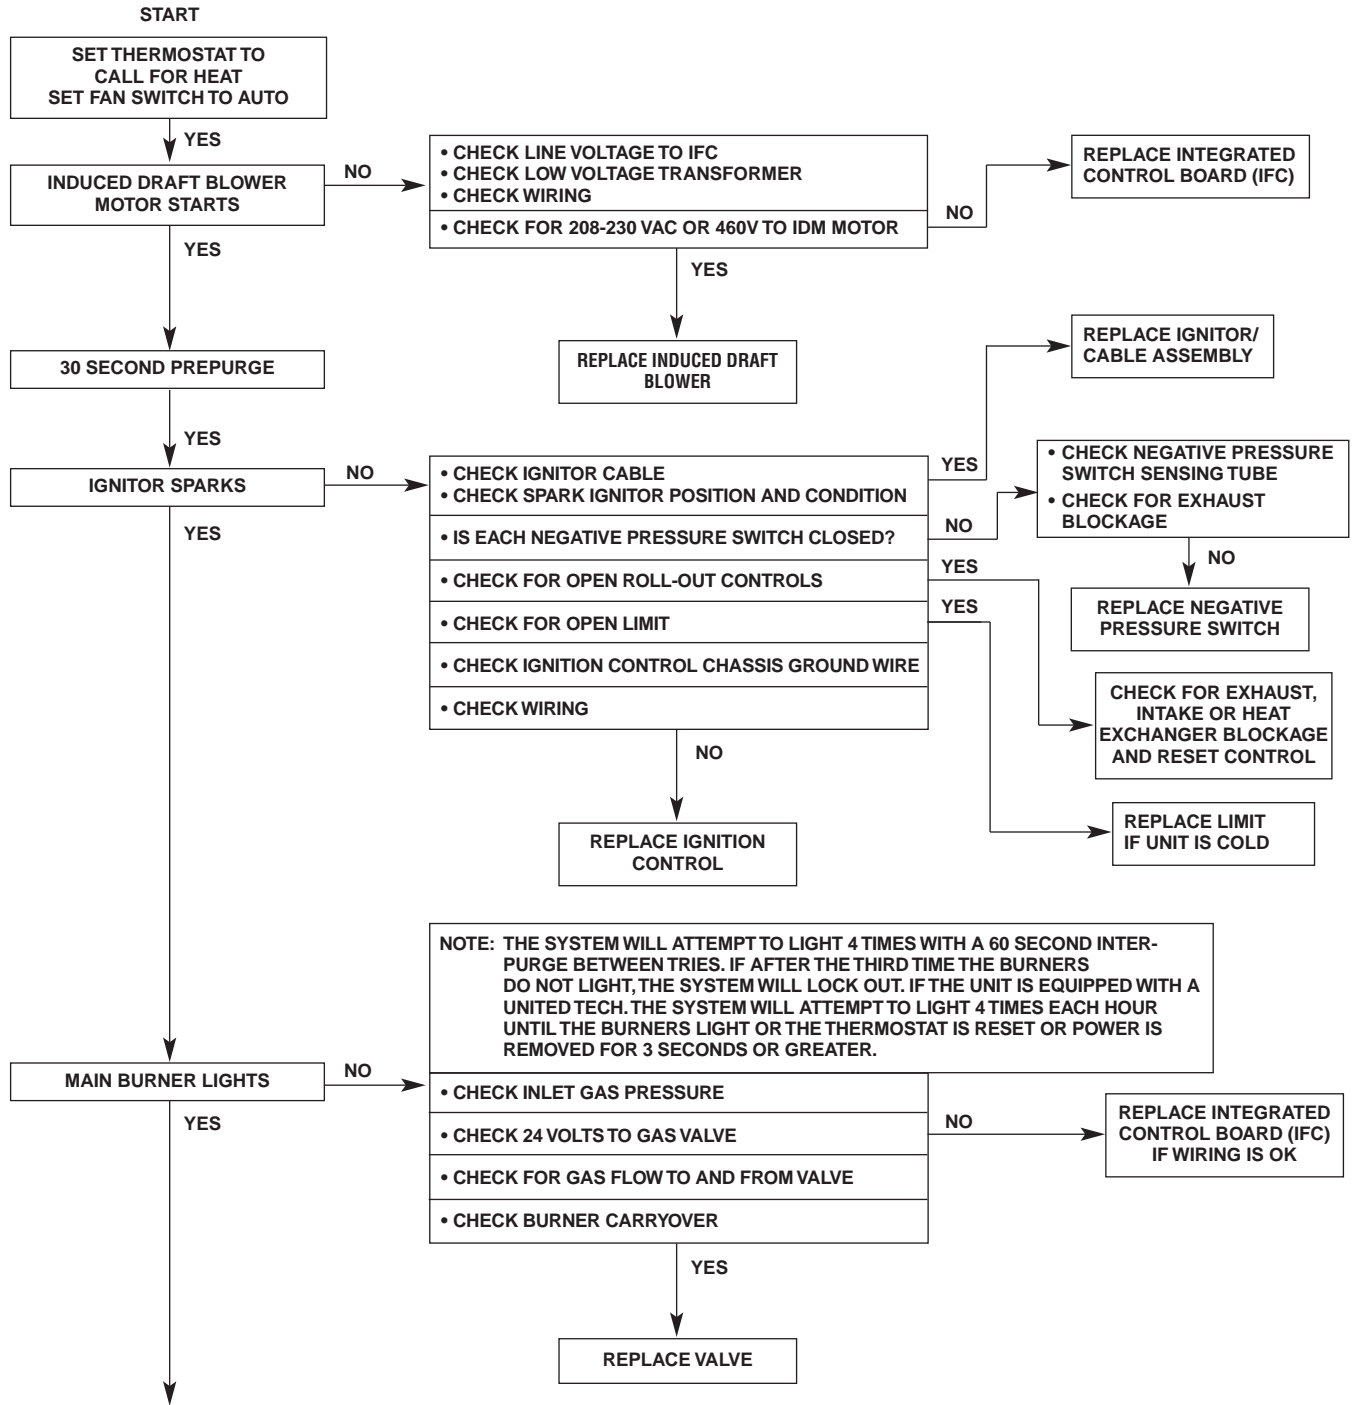 START
SET THERMOSTAT TO
CALL FOR HEAT
SET FAN SWITCH TO AUTO
YES
INDUCED DRAFT BLOWER
MOTOR STARTS
NO
• CHECK LINE VOLTAGE TO IFC
• CHECK LOW VOLTAGE TRANSFORMER
• CHECK WIRING
• CHECK FOR 208-230 VAC OR 460V TO IDM MOTOR
NO
REPLACE INTEGRATED
CONTROL BOARD (IFC)
YES
REPLACE INDUCED DRAFT
BLOWER
YES
30 SECOND PREPURGE
YES
IGNITOR SPARKS
NO
• CHECK IGNITOR CABLE
• CHECK SPARK IGNITOR POSITION AND CONDITION
YES
REPLACE IGNITOR/
CABLE ASSEMBLY
• IS EACH NEGATIVE PRESSURE SWITCH CLOSED?
NO
• CHECK NEGATIVE PRESSURE
SWITCH SENSING TUBE
• CHECK FOR EXHAUST
BLOCKAGE
NO
REPLACE NEGATIVE
PRESSURE SWITCH
• CHECK FOR OPEN ROLL-OUT CONTROLS
YES
CHECK FOR EXHAUST,
INTAKE OR HEAT
EXCHANGER BLOCKAGE
AND RESET CONTROL
• CHECK FOR OPEN LIMIT
YES
REPLACE LIMIT
IF UNIT IS COLD
• CHECK IGNITION CONTROL CHASSIS GROUND WIRE
• CHECK WIRING
NO
REPLACE IGNITION
CONTROL
YES
NOTE: THE SYSTEM WILL ATTEMPT TO LIGHT 4 TIMES WITH A 60 SECOND INTER-
PURGE BETWEEN TRIES. IF AFTER THE THIRD TIME THE BURNERS
DO NOT LIGHT, THE SYSTEM WILL LOCK OUT. IF THE UNIT IS EQUIPPED WITH A
UNITED TECH. THE SYSTEM WILL ATTEMPT TO LIGHT 4 TIMES EACH HOUR
UNTIL THE BURNERS LIGHT OR THE THERMOSTAT IS RESET OR POWER IS
REMOVED FOR 3 SECONDS OR GREATER.
MAIN BURNER LIGHTS
NO
• CHECK INLET GAS PRESSURE
• CHECK 24 VOLTS TO GAS VALVE
NO
REPLACE INTEGRATED
CONTROL BOARD (IFC)
IF WIRING IS OK
• CHECK FOR GAS FLOW TO AND FROM VALVE
• CHECK BURNER CARRYOVER
YES
REPLACE VALVE
YES